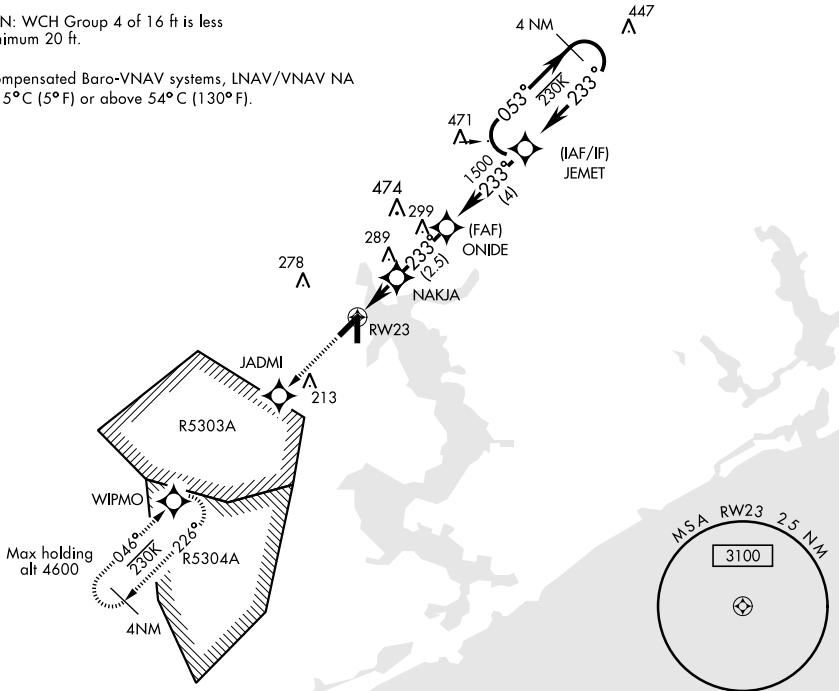 N: WCH Group 4 of 16 ft is less
nimum 20 ft.
mpensated Baro-VNAV systems, LNAV/VNAV NA
5°C (5°F) or above 54°C (130°F).
4 NM
447
053°
230K
233°
471
(IAF/IF)
JEMET
1500
233°
(4)
474
299
(FAF)
ONIDE
289
233°
(2.5)
278
NAKJA
RW23
JADMI
213
R5303A
WIPMO
046°
230K
226°
R5304A
Max holding
alt 4600
4NM
MSA RW23 25 NM
3100